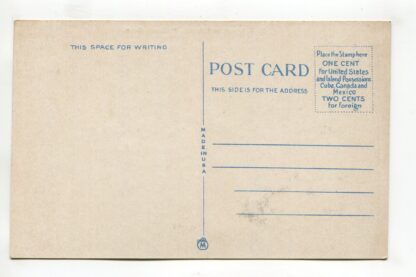 THIS SPACE FOR WRITING
POST CARD
THIS SIDE IS FOR THE ADDRESS
Place the Stamp here
ONE CENT
for United States
and Island Possessions
Cuba, Canada and
Mexico
TWO CENTS
for foreign
MADE IN USA
M